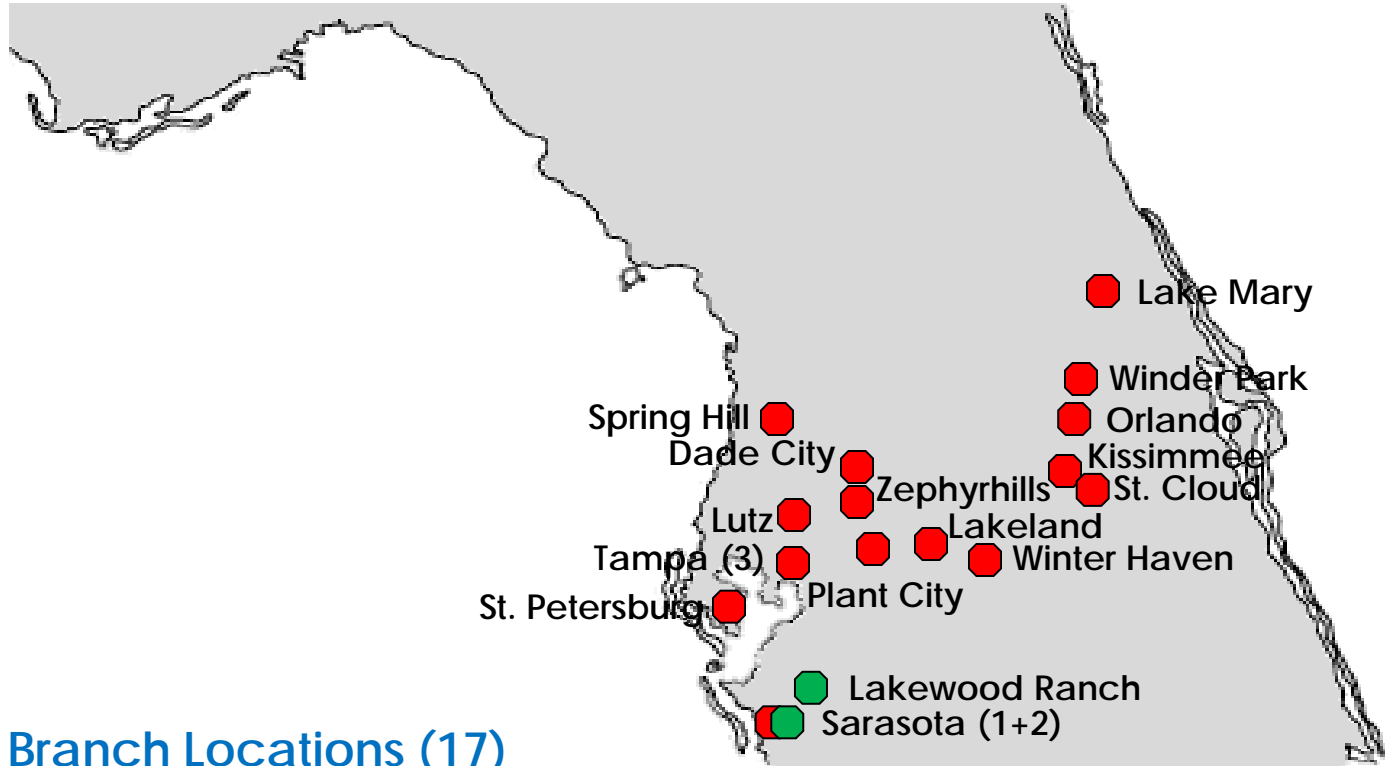 Lake Mary
Winder Park
Spring Hill
Orlando
Dade City
Kissimmee
Zephyrhills
St. Cloud
Lutz
Lakeland
Tampa (3)
Winter Haven
Plant City
St. Petersburg
Lakewood Ranch
Sarasota (1+2)
Branch Locations (17)